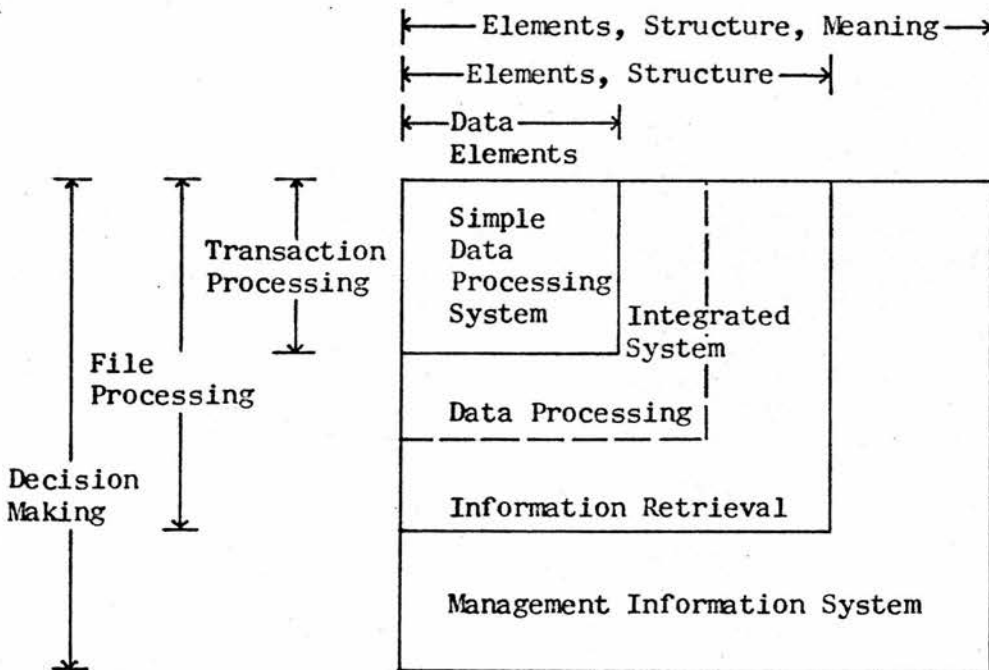 Elements, Structure, Meaning
Elements, Structure
Data
Elements
Simple
Data
Processing
System
Transaction
Processing
Integrated
System
File
Processing
Data Processing
Decision
Making
Information Retrieval
Management Information System